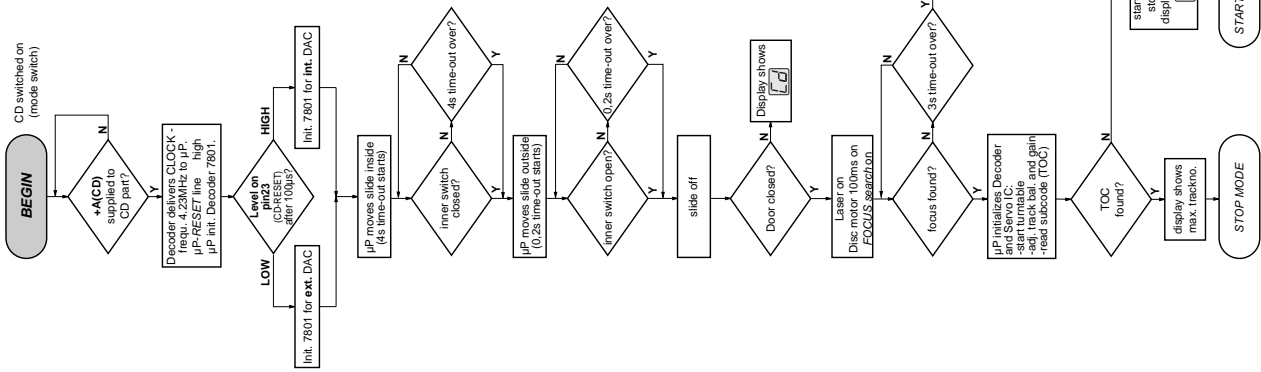 CD switched on
(mode switch)
BEGIN
+A(CD)
supplied to
CD part?
N
Y
Decoder delivers CLOCK -
frequ. 4.23MHz to µP.
µP-RESET line high
µP init. Decoder 7801.
Level on
pin23
(CD-RESET)
after 100µs?
LOW
HIGH
Init. 7801 for ext. DAC
Init. 7801 for int. DAC
µP moves slide inside
(4s time-out starts)
inner switch
closed?
N
Y
4s time-out over?
N
Y
µP moves slide outside
(0,2s time-out starts)
inner switch open?
N
Y
0,2s time-out over?
N
Y
slide off
Door closed?
N
Y
Display shows
Cd
Laser on
Disc motor 100ms on
FOCUS search on
focus found?
N
Y
3s time-out over?
N
Y
µP initializes Decoder
and Servo IC:
-start turntable
-adj. track bal. and gain
-read subcode (TOC)
TOC
found?
N
Y
display shows
max. trackno.
STOP MODE